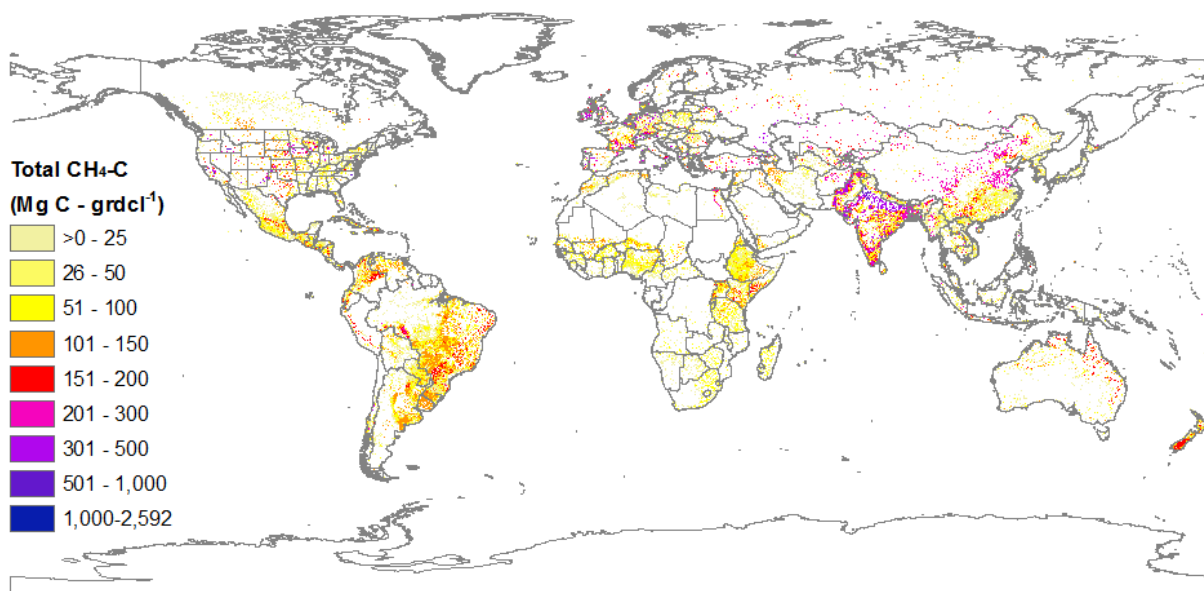 Total CH₄-C
(Mg C - grdcl⁻¹)
>0 - 25
26 - 50
51 - 100
101 - 150
151 - 200
201 - 300
301 - 500
501 - 1,000
1,000-2,592